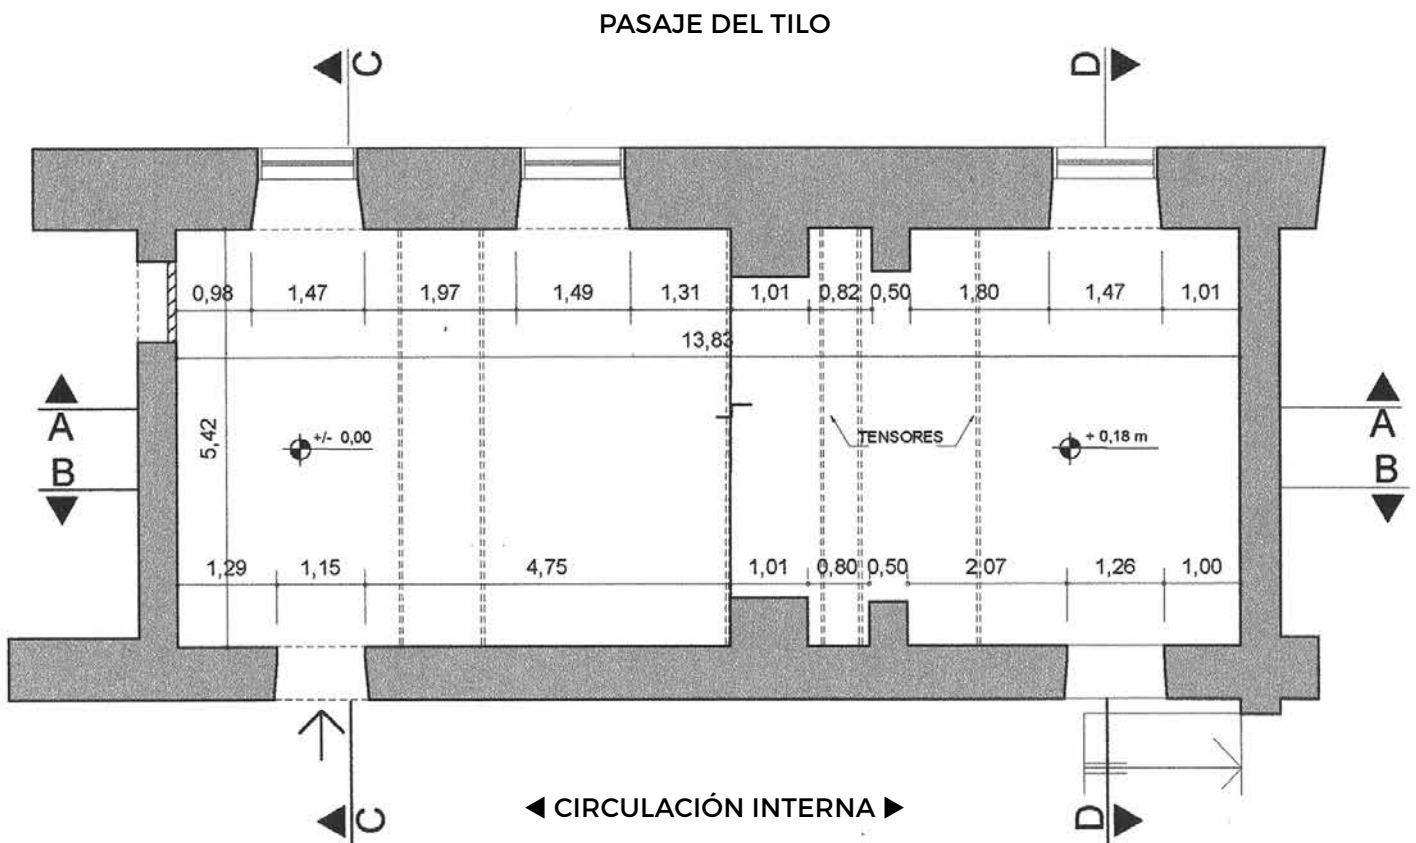 PASAJE DEL TILO
C D
0,98 1,47 1,97 1,49 1,31 1,01 0,82 0,50 1,80 1,47 1,01
13,83
A A
5,42 +/- 0,00 TENSORES + 0,18 m
B B
1,29 1,15 4,75 1,01 0,80 0,50 2,07 1,26 1,00
CIRCULACIÓN INTERNA
C D